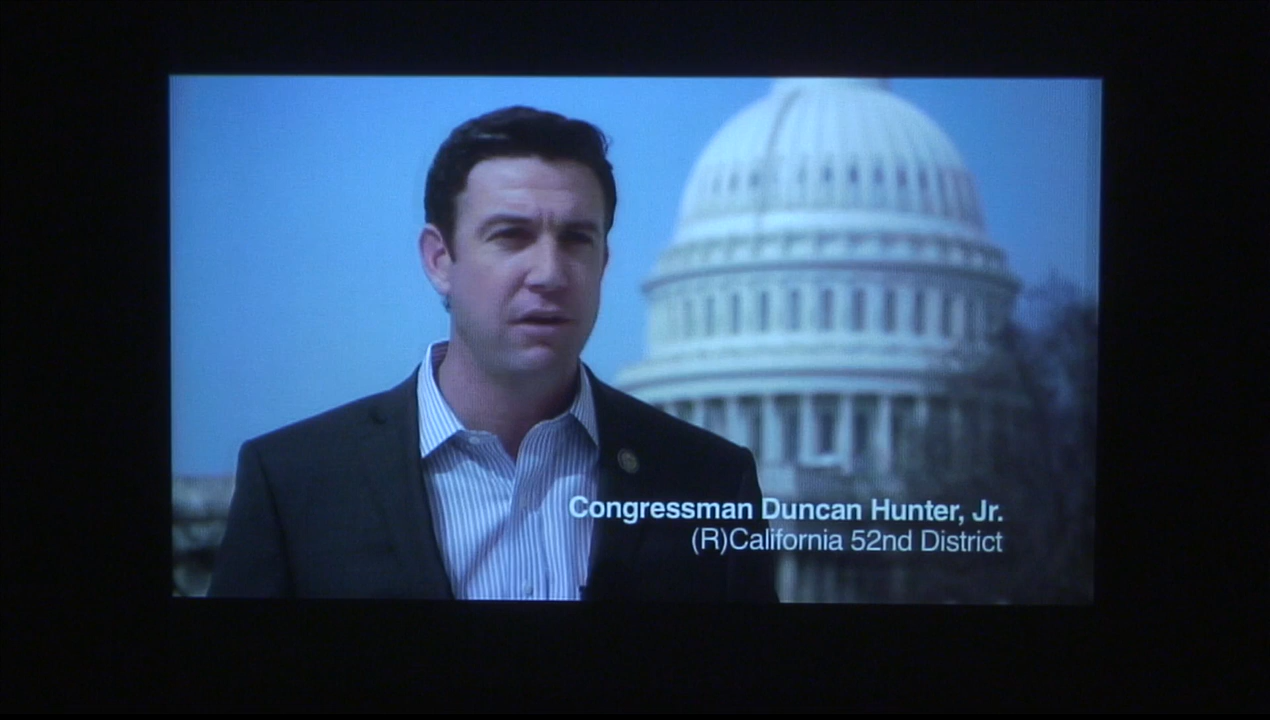 Congressman Duncan Hunter, Jr.
(R)California 52nd District